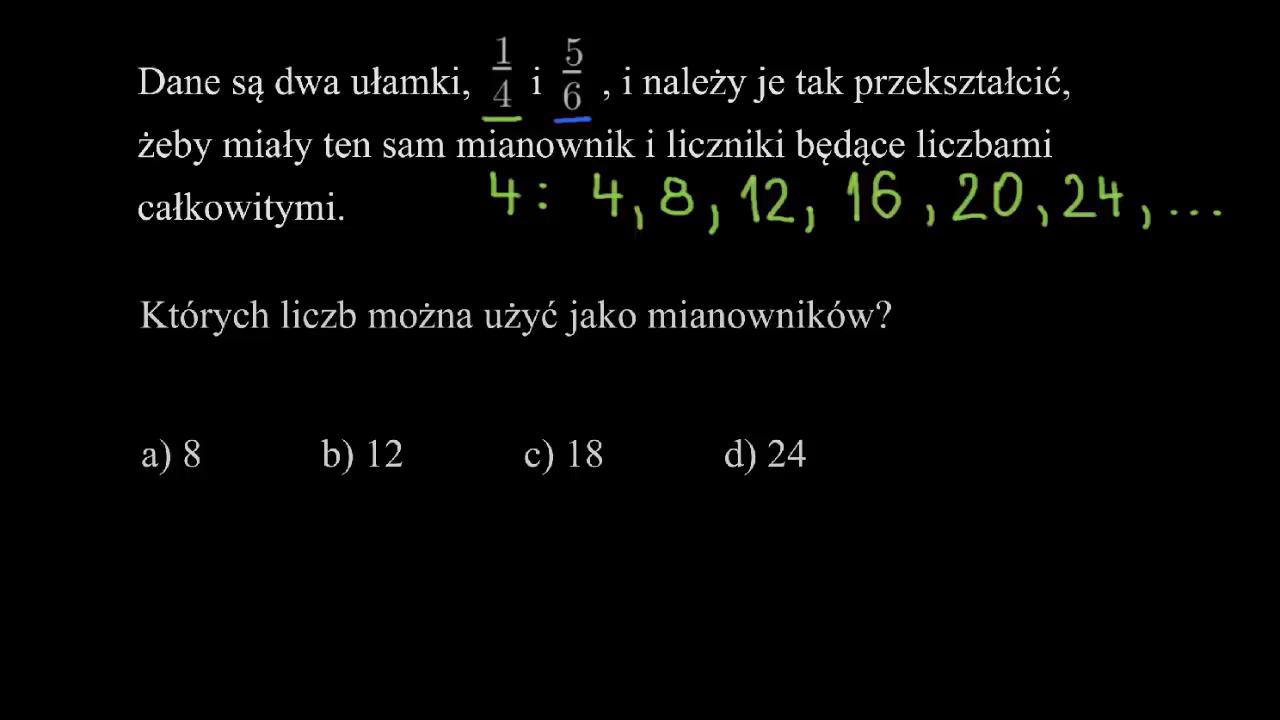 Dane są dwa ułamki, 1/4 i 5/6 , i należy je tak przekształcić,
żeby miały ten sam mianownik i liczniki będące liczbami
całkowitymi. 4: 4, 8, 12, 16, 20, 24, ...
Których liczb można użyć jako mianowników?
a) 8 b) 12 c) 18 d) 24